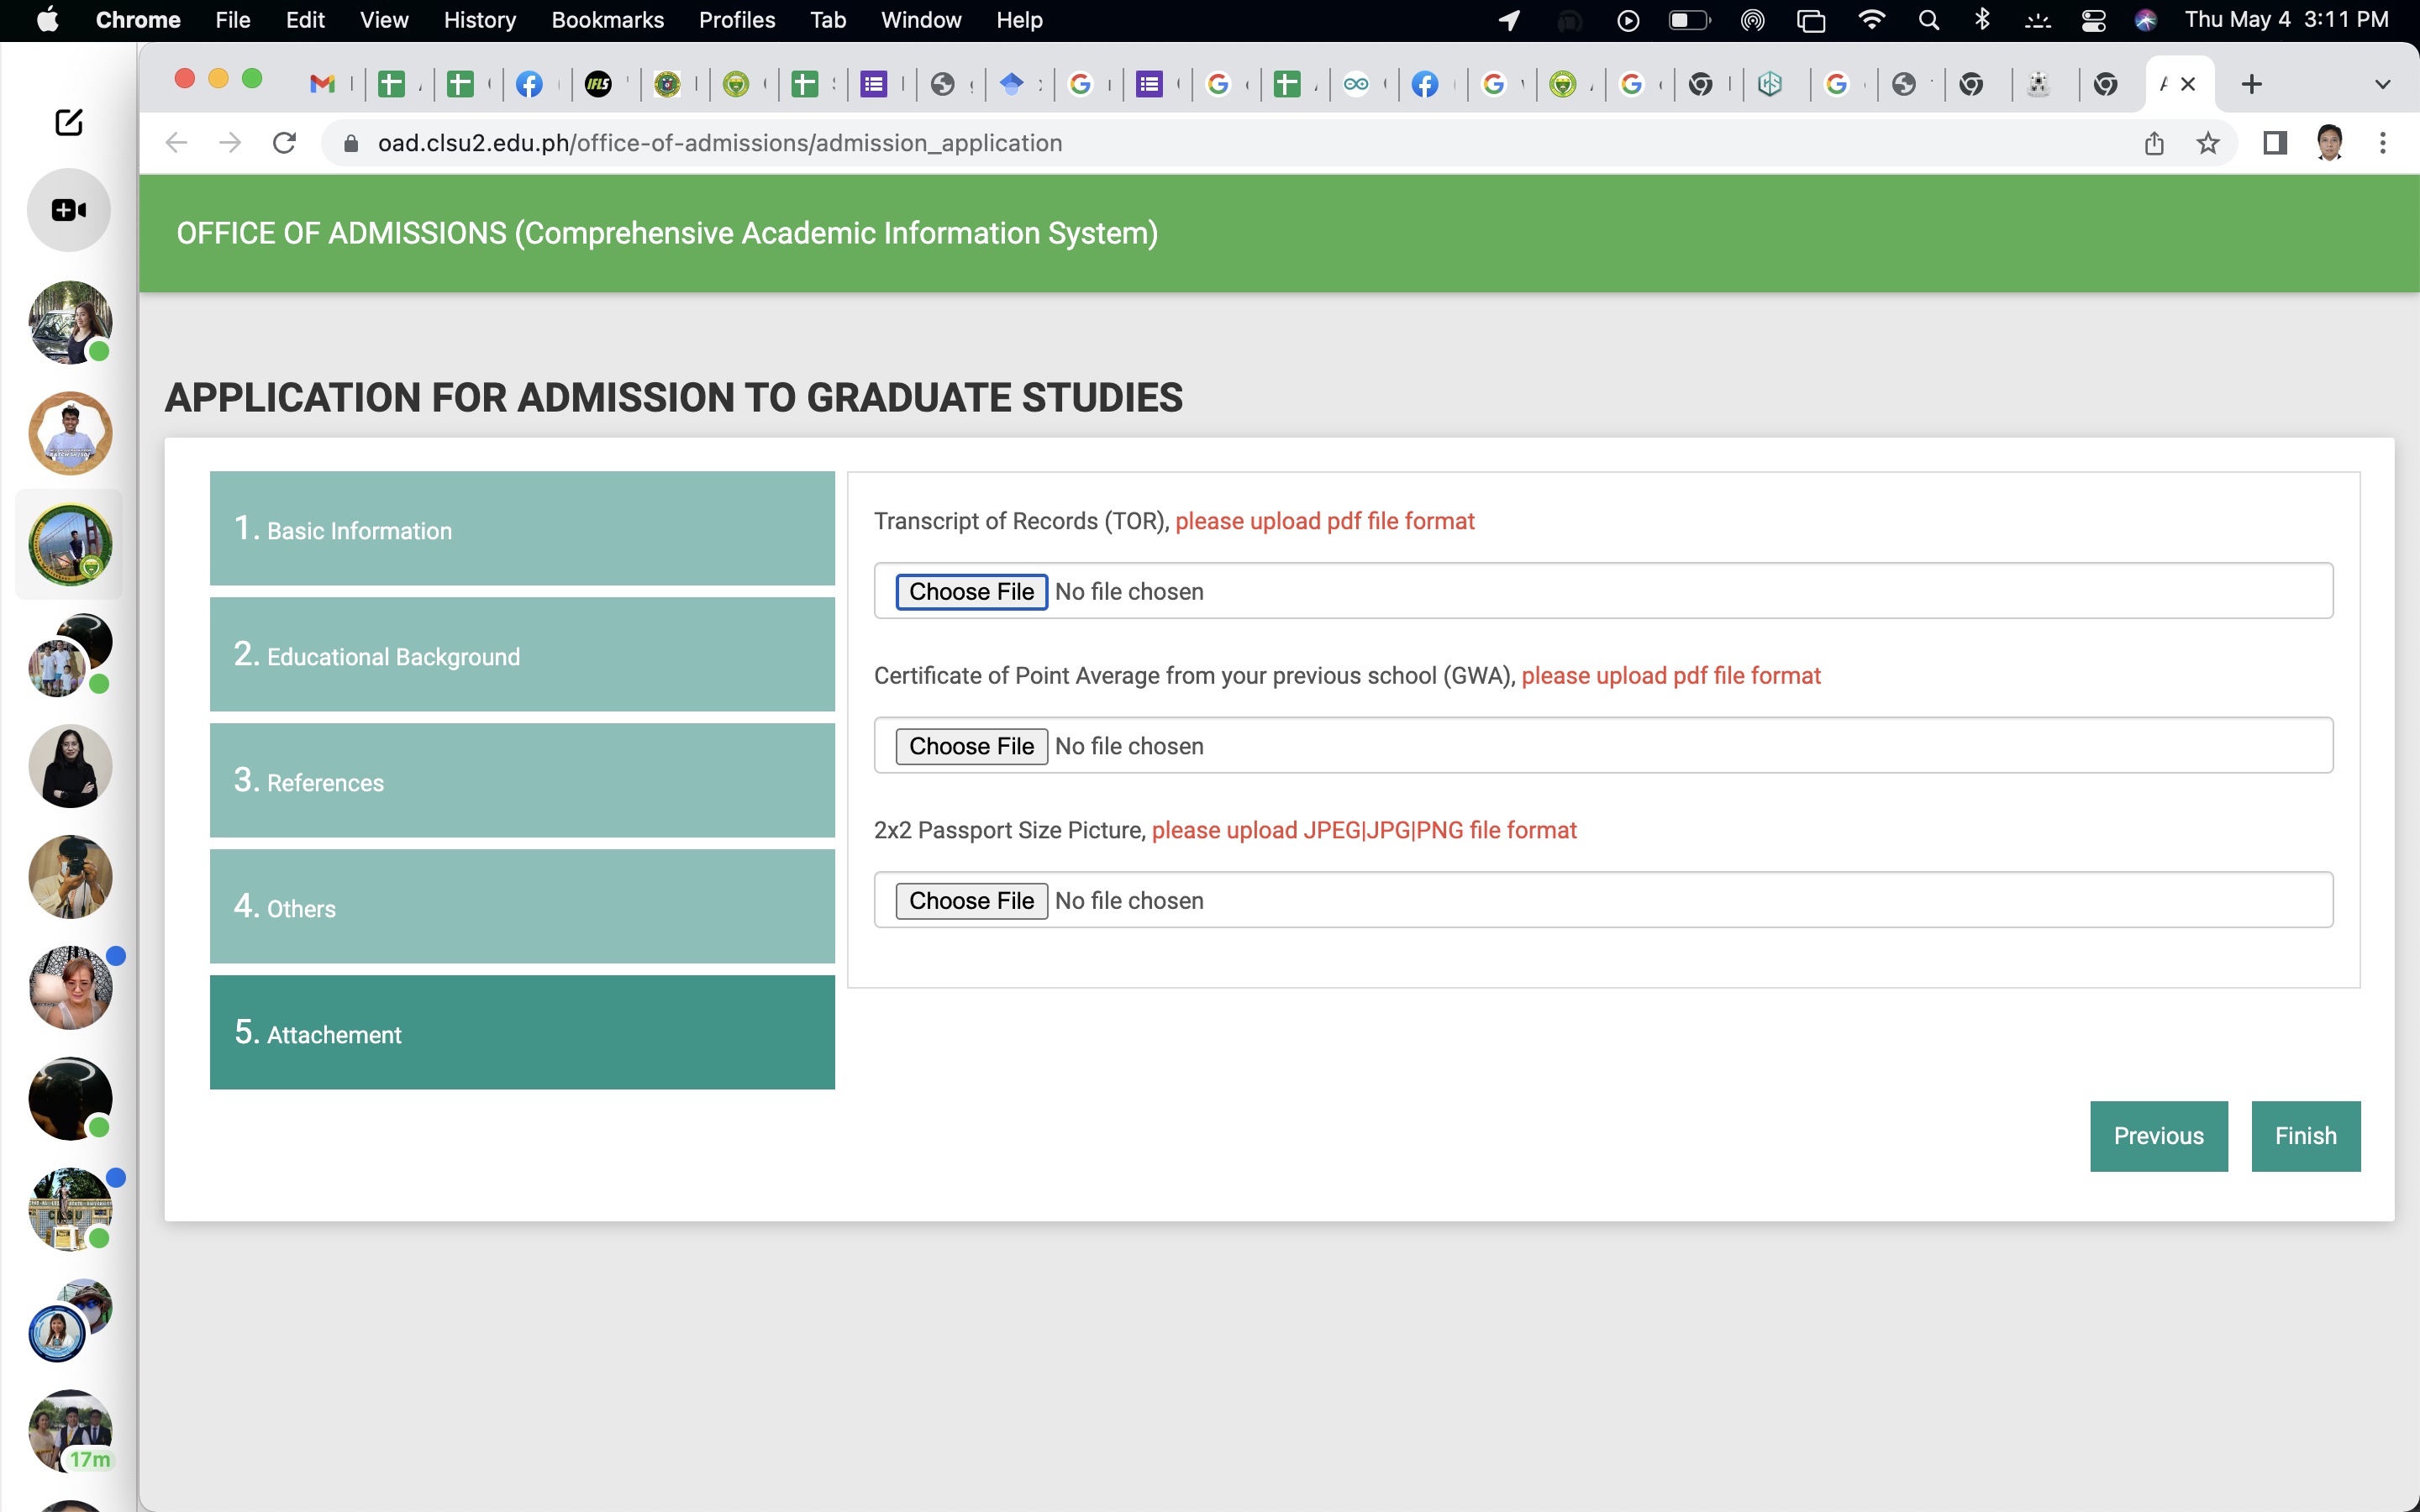 Chrome File Edit View History Bookmarks Profiles Tab Window Help Thu May 4 3:11 PM
IFLS
oad.clsu2.edu.ph/office-of-admissions/admission_application
OFFICE OF ADMISSIONS (Comprehensive Academic Information System)
APPLICATION FOR ADMISSION TO GRADUATE STUDIES
1. Basic Information
2. Educational Background
3. References
4. Others
5. Attachement
Transcript of Records (TOR), please upload pdf file format
Choose File No file chosen
Certificate of Point Average from your previous school (GWA), please upload pdf file format
Choose File No file chosen
2x2 Passport Size Picture, please upload JPEG|JPG|PNG file format
Choose File No file chosen
Previous Finish
17m